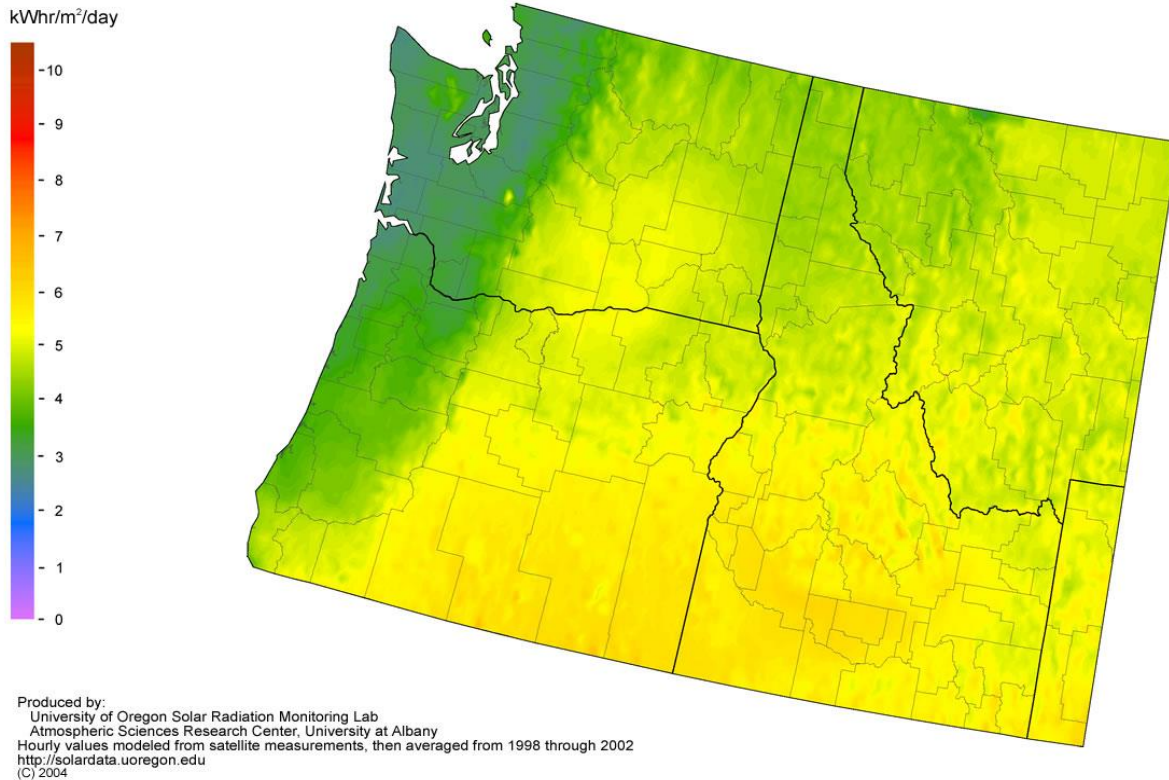 kWhr/m²/day
10
9
8
7
6
5
4
3
2
1
0
Produced by:
University of Oregon Solar Radiation Monitoring Lab
Atmospheric Sciences Research Center, University at Albany
Hourly values modeled from satellite measurements, then averaged from 1998 through 2002
http://solardata.uoregon.edu
(C) 2004